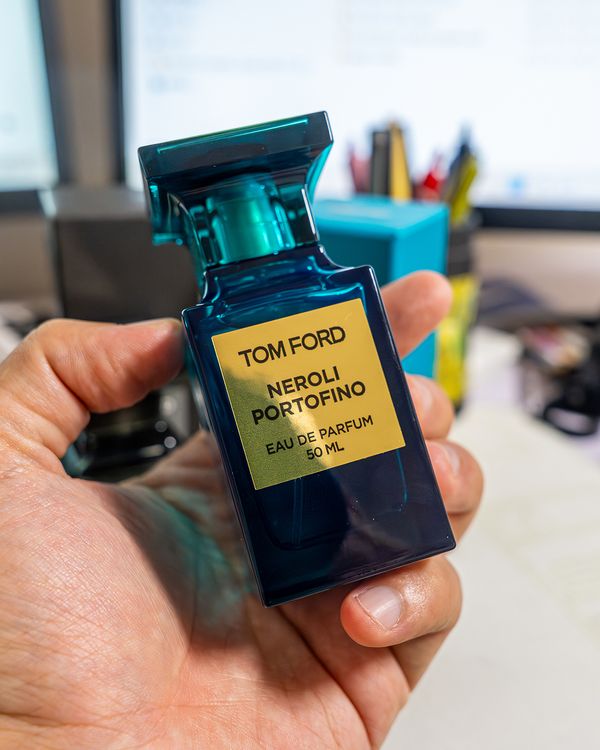 TOM FORD
NEROLI
PORTOFINO
EAU DE PARFUM
50 ML